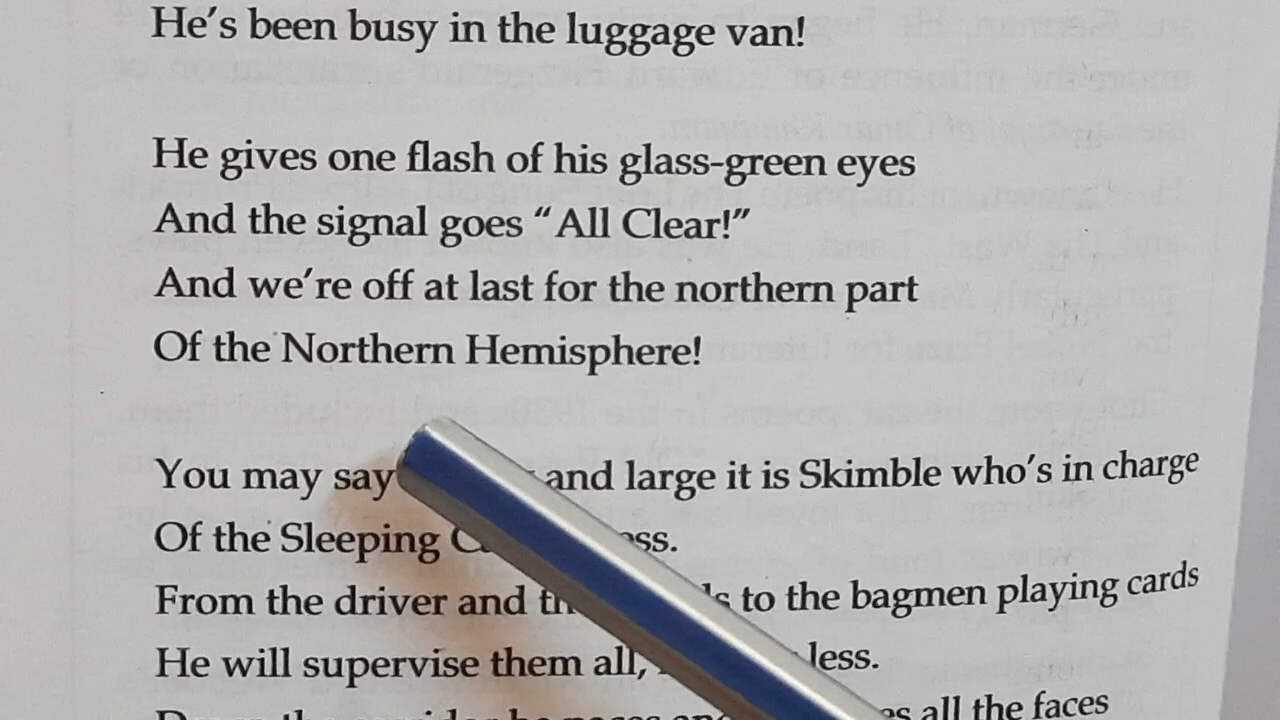 He's been busy in the luggage van!
He gives one flash of his glass-green eyes
And the signal goes “All Clear!”
And we're off at last for the northern part
Of the Northern Hemisphere!
You may say and large it is Skimble who's in charge
Of the Sleeping
From the driver and to the bagmen playing cards
He will supervise them all,
all the faces